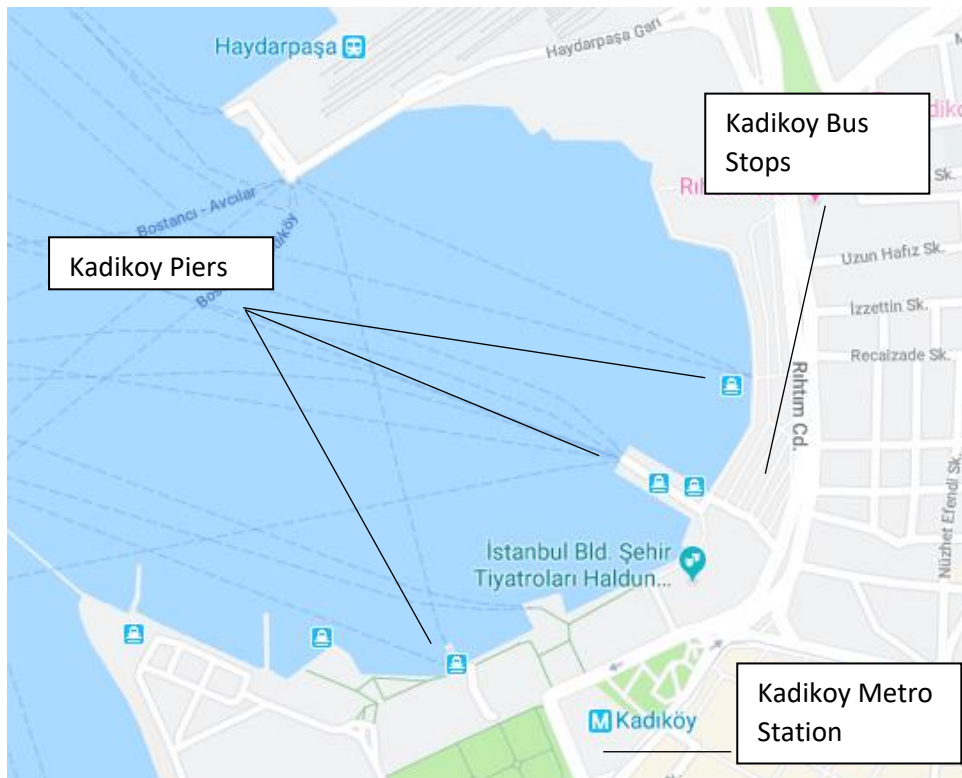 Haydarpaşa
Haydarpaşa Garı
Kadikoy Bus
Stops
Sk.
Bostancı - Avcılar
Uzun Hafız Sk.
Kadikoy Piers
İzzettin Sk.
Recaizade Sk.
Rıhtım Cd.
Nüzhet Efendi Sk.
İstanbul Bld. Şehir
Tiyatroları Haldun...
Kadikoy Metro
Station
M Kadıköy